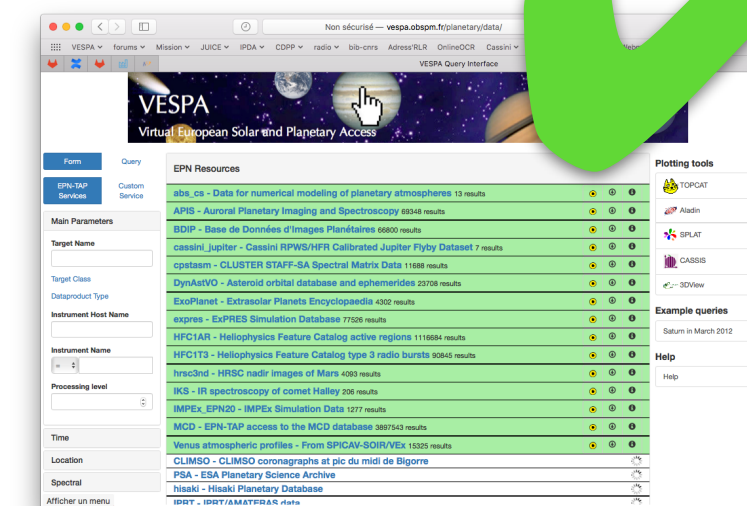 Non sécurisé — vespa.obspm.fr/planetary/data/
VESPA forums Mission JUICE IPDA CDPP radio bib-cnrs Adress'RLR OnlineOCR Cassini
VESPA Query Interface
VESPA
Virtual European Solar and Planetary Access
Form Query
EPN-TAP Services Custom Service
Main Parameters
Target Name
Target Class
Dataproduct Type
Instrument Host Name
Instrument Name
=
Processing level
Time
Location
Spectral
Afficher un menu
EPN Resources
abs_cs - Data for numerical modeling of planetary atmospheres 13 results
APIS - Auroral Planetary Imaging and Spectroscopy 69348 results
BDIP - Base de Données d'Images Planétaires 66800 results
cassini_jupiter - Cassini RPWS/HFR Calibrated Jupiter Flyby Dataset 7 results
cpstasm - CLUSTER STAFF-SA Spectral Matrix Data 11688 results
DynAstVO - Asteroid orbital database and ephemerides 23708 results
ExoPlanet - Extrasolar Planets Encyclopaedia 4302 results
expres - ExPRES Simulation Database 77526 results
HFC1AR - Heliophysics Feature Catalog active regions 1116684 results
HFC1T3 - Heliophysics Feature Catalog type 3 radio bursts 90845 results
hrsc3nd - HRSC nadir images of Mars 4093 results
IKS - IR spectroscopy of comet Halley 206 results
IMPEx_EPN20 - IMPEx Simulation Data 1277 results
MCD - EPN-TAP access to the MCD database 3897543 results
Venus atmospheric profiles - From SPICAV-SOIR/VEx 15325 results
CLIMSO - CLIMSO coronagraphs at pic du midi de Bigorre
PSA - ESA Planetary Science Archive
hisaki - Hisaki Planetary Database
IPRT - IPRT/AMATERAS data
Plotting tools
TOPCAT
Aladin
SPLAT
CASSIS
3DView
Example queries
Saturn in March 2012
Help
Help